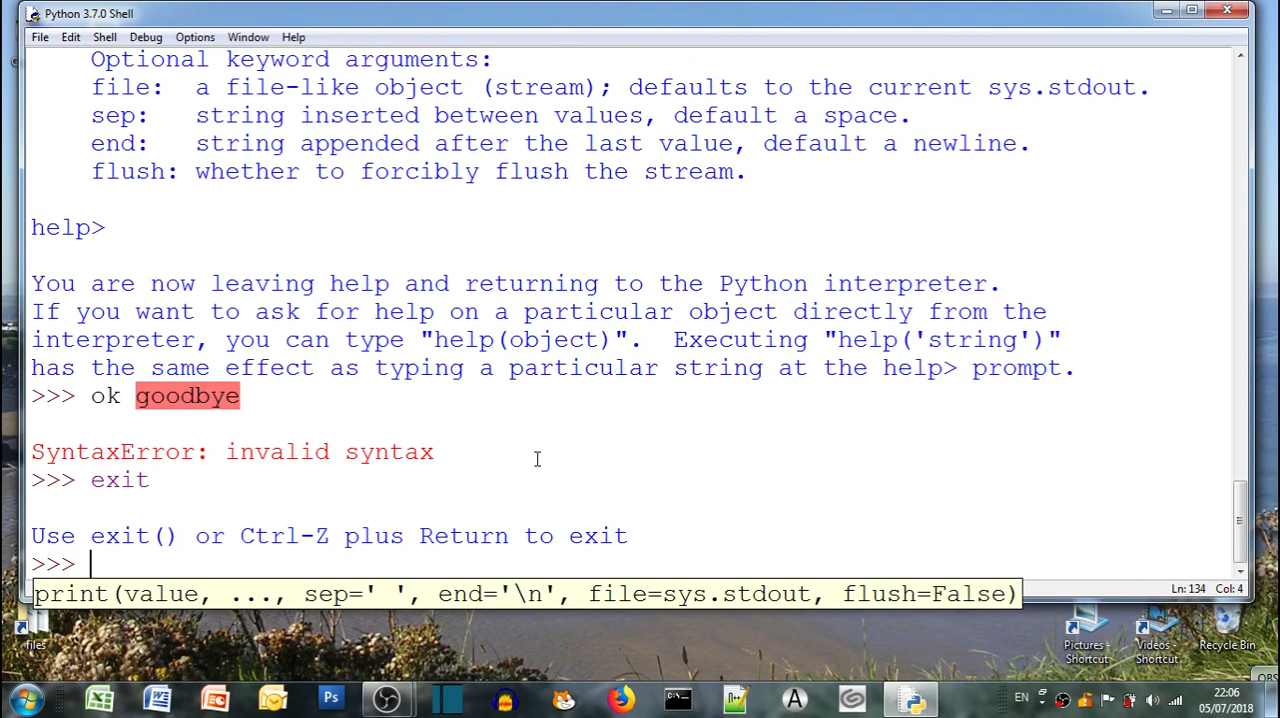 Python 3.7.0 Shell
File Edit Shell Debug Options Window Help
Optional keyword arguments:
file:  a file-like object (stream); defaults to the current sys.stdout.
sep:   string inserted between values, default a space.
end:   string appended after the last value, default a newline.
flush: whether to forcibly flush the stream.
help>
You are now leaving help and returning to the Python interpreter.
If you want to ask for help on a particular object directly from the
interpreter, you can type "help(object)".  Executing "help('string')"
has the same effect as typing a particular string at the help> prompt.
>>> ok goodbye
SyntaxError: invalid syntax
>>> exit
Use exit() or Ctrl-Z plus Return to exit
>>>
print(value, ..., sep=' ', end='\n', file=sys.stdout, flush=False)
Ln: 134 Col: 4
files
Pictures - Shortcut
Videos - Shortcut
Recycle Bin
OBS
Ps
EN
22:06
05/07/2018